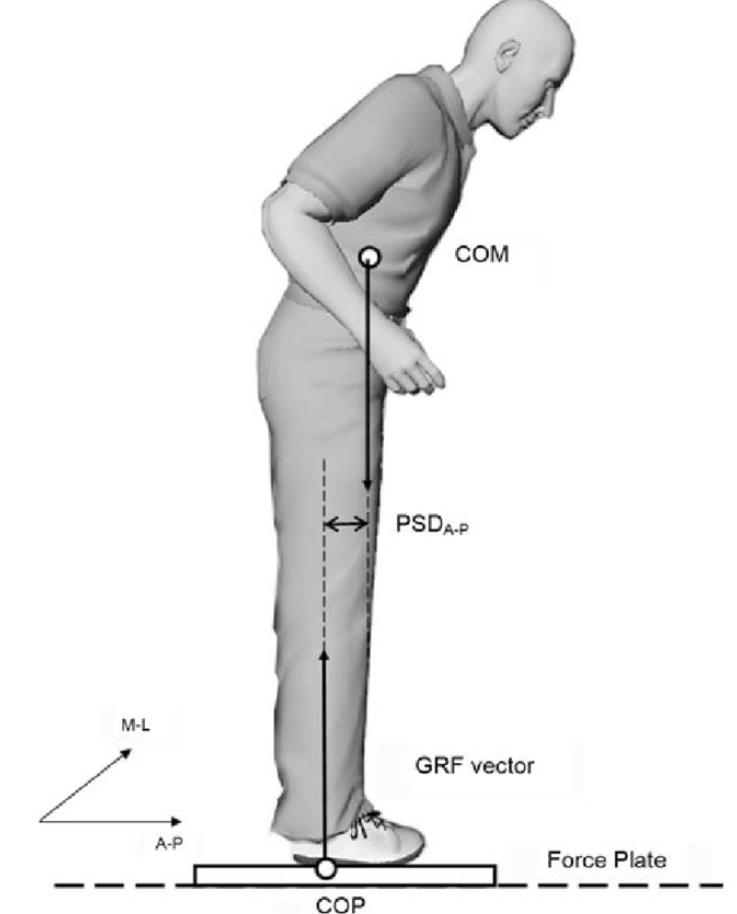 COM
PSDA-P
M-L
GRF vector
A-P
Force Plate
COP